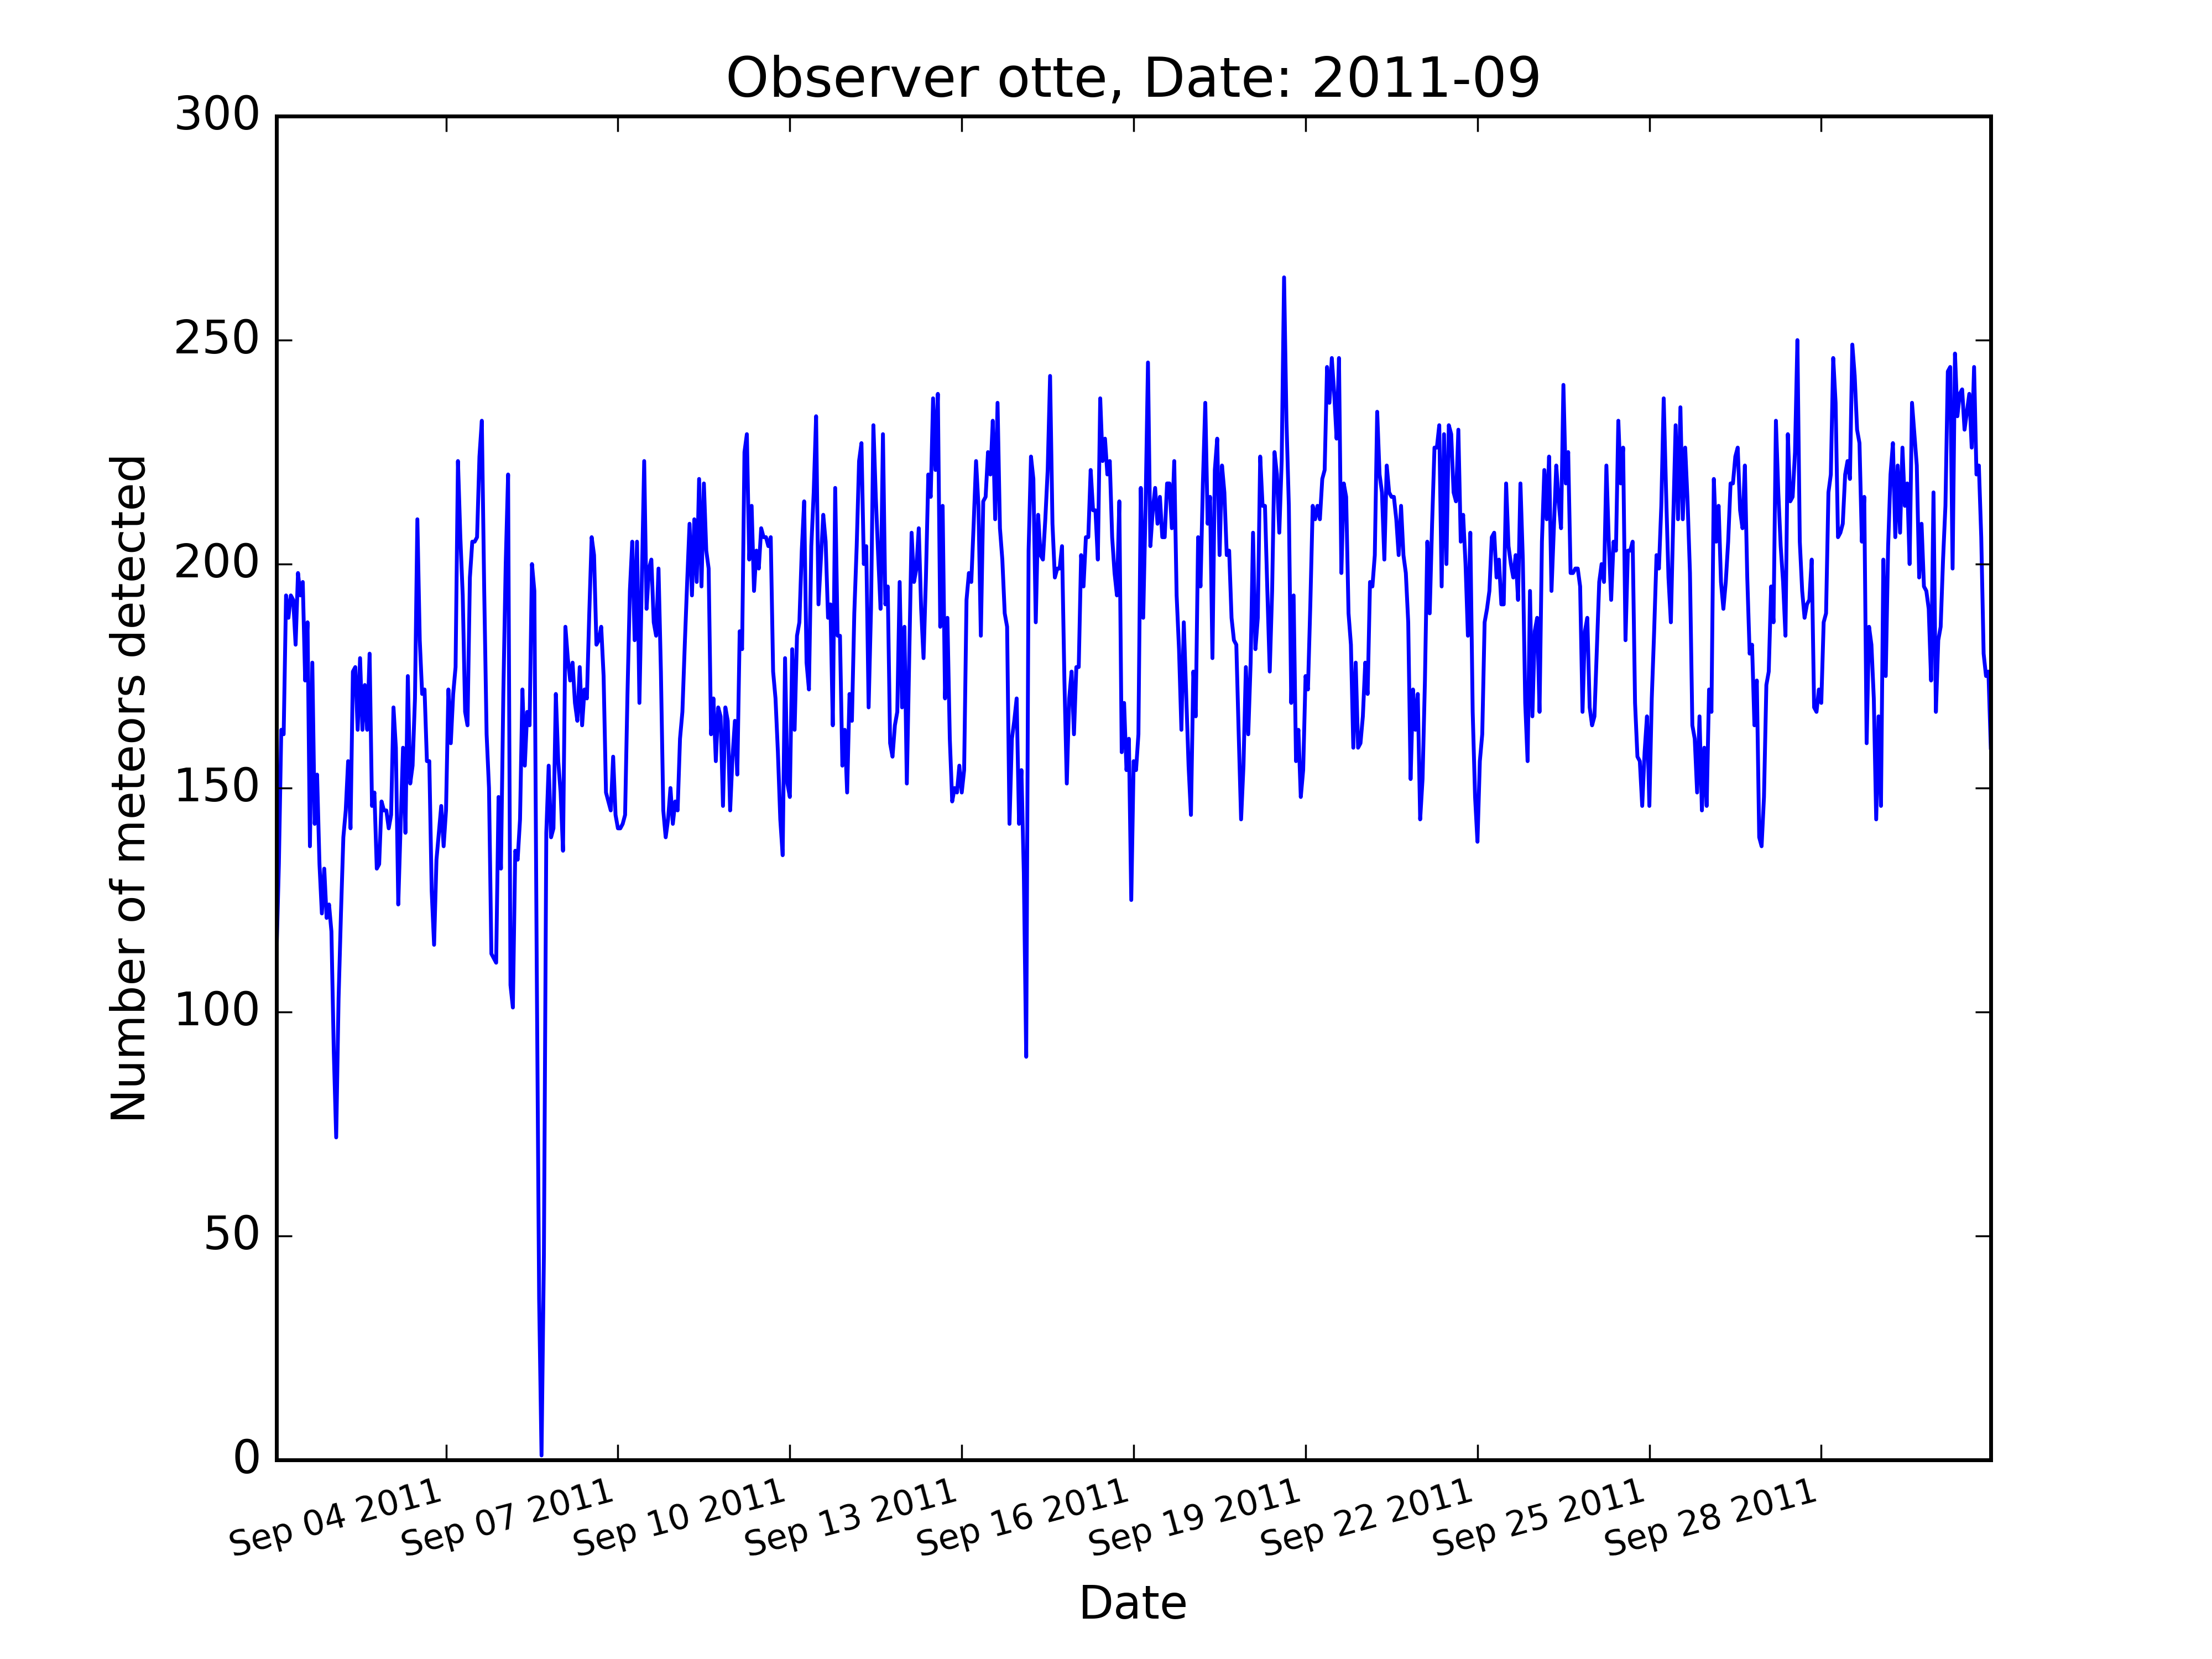 Observer otte, Date: 2011-09
300
250
200
150
100
50
0
Number of meteors detected
Sep 04 2011
Sep 07 2011
Sep 10 2011
Sep 13 2011
Sep 16 2011
Sep 19 2011
Sep 22 2011
Sep 25 2011
Sep 28 2011
Date